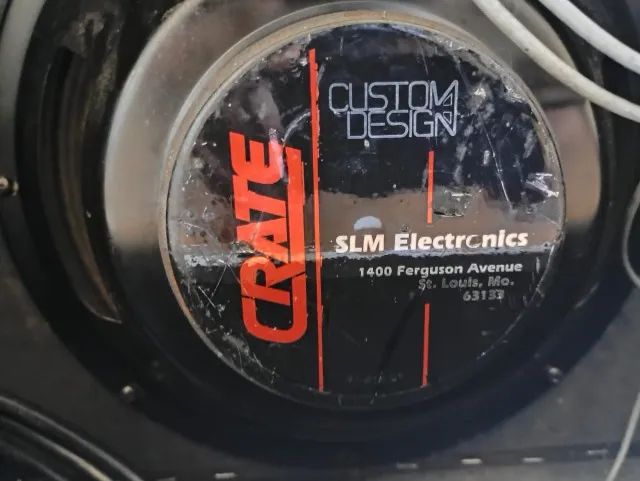 CUSTOM
DESIGN
CRATE
SLM Electronics
1400 Ferguson Avenue
St. Louis, Mo.
63133